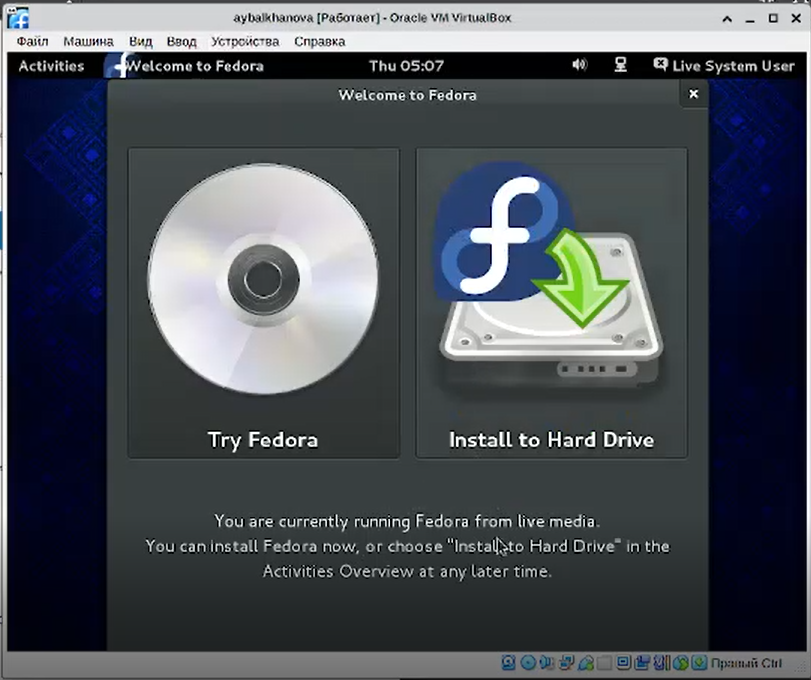 aybalkhanova [Работает] - Oracle VM VirtualBox
Файл Машина Вид Ввод Устройства Справка
Activities Welcome to Fedora Thu 05:07 Live System User
Welcome to Fedora
Try Fedora Install to Hard Drive
You are currently running Fedora from live media.
You can install Fedora now, or choose "Install to Hard Drive" in the
Activities Overview at any later time.
Правый Ctrl